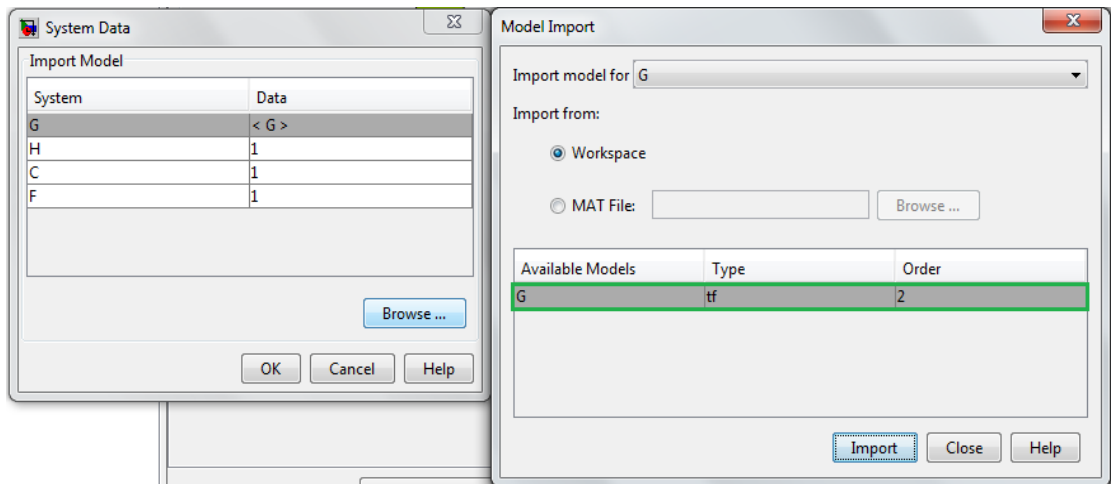 System Data
Import Model
System Data
G < G >
H 1
C 1
F 1
Browse ...
OK Cancel Help
Model Import
Import model for G
Import from:
Workspace
MAT File: Browse ...
Available Models Type Order
G tf 2
Import Close Help